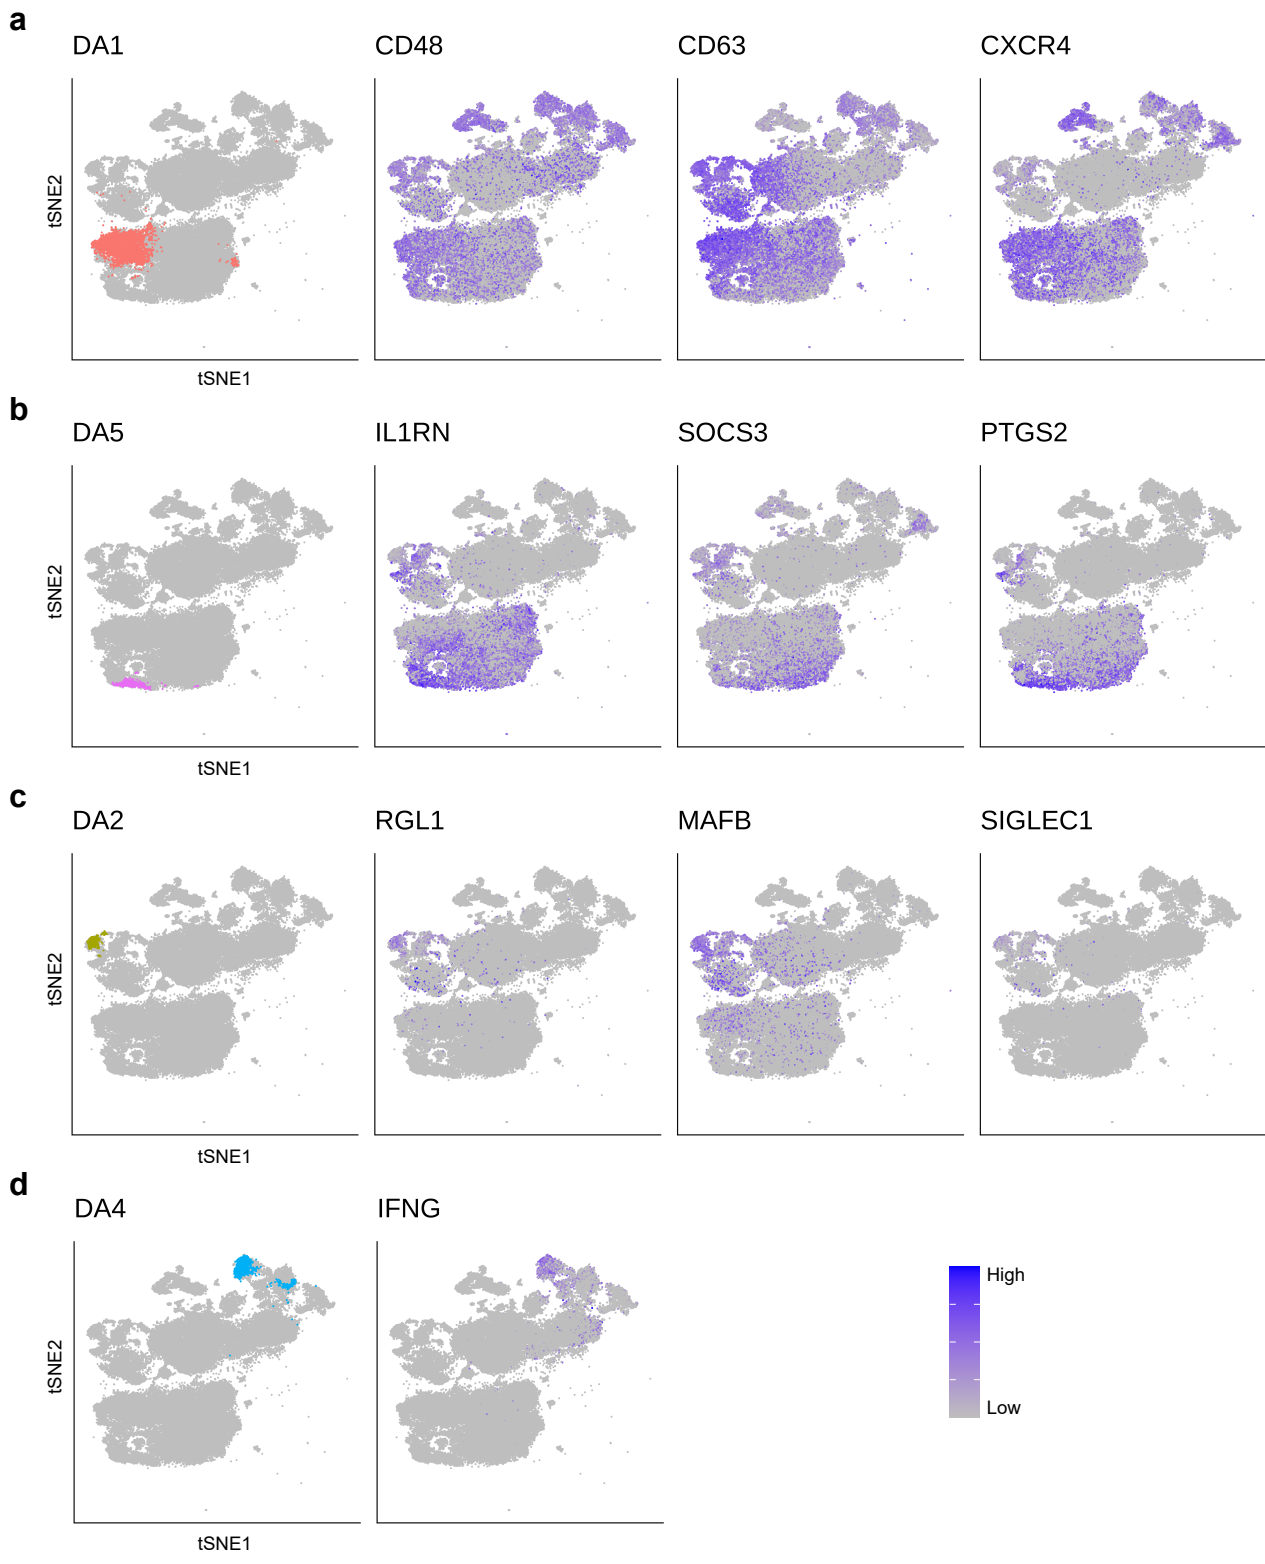 a
DA1 CD48 CD63 CXCR4
tSNE2
tSNE1
b
DA5 IL1RN SOCS3 PTGS2
tSNE2
tSNE1
c
DA2 RGL1 MAFB SIGLEC1
tSNE2
tSNE1
d
DA4 IFNG
High
tSNE2
Low
tSNE1